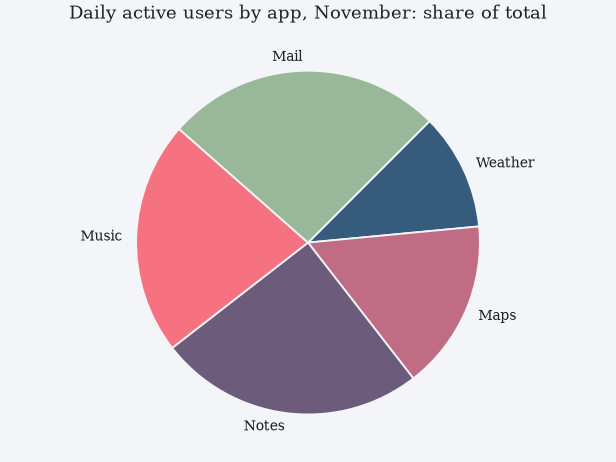 Daily active users by app, November: share of total
Mail
Weather
Music
Maps
Notes